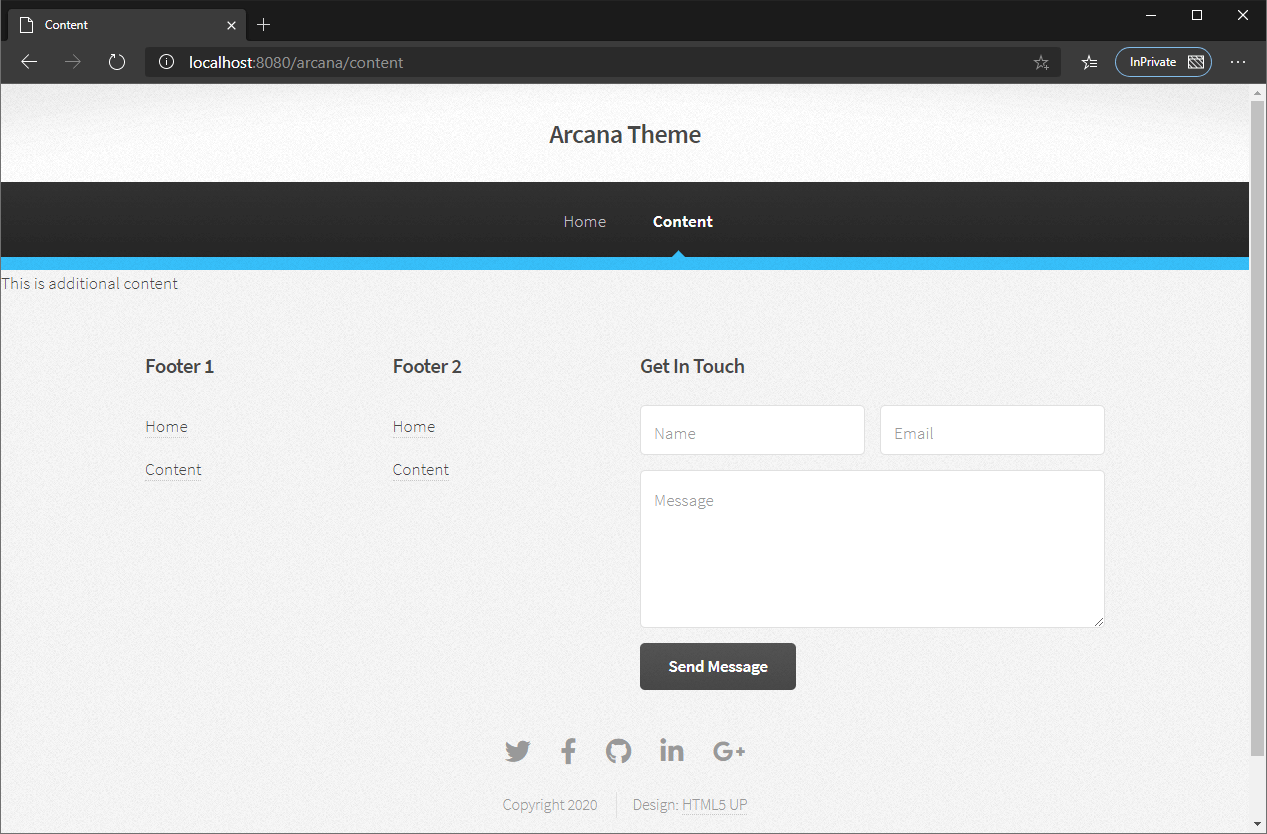 Content
localhost:8080/arcana/content
InPrivate
Arcana Theme
Home Content
This is additional content
Footer 1 Footer 2 Get In Touch
Home Home Name Email
Content Content
Message
Send Message
Copyright 2020 Design: HTML5 UP